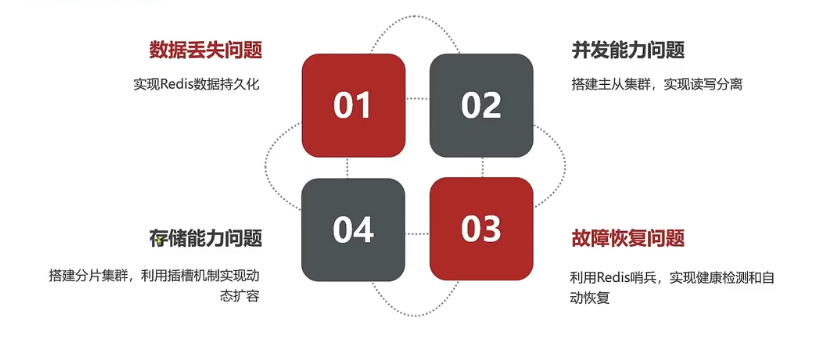 数据丢失问题
实现Redis数据持久化
01
02
并发能力问题
搭建主从集群，实现读写分离
存储能力问题
搭建分片集群，利用插槽机制实现动
态扩容
04
03
故障恢复问题
利用Redis哨兵，实现健康检测和自
动恢复